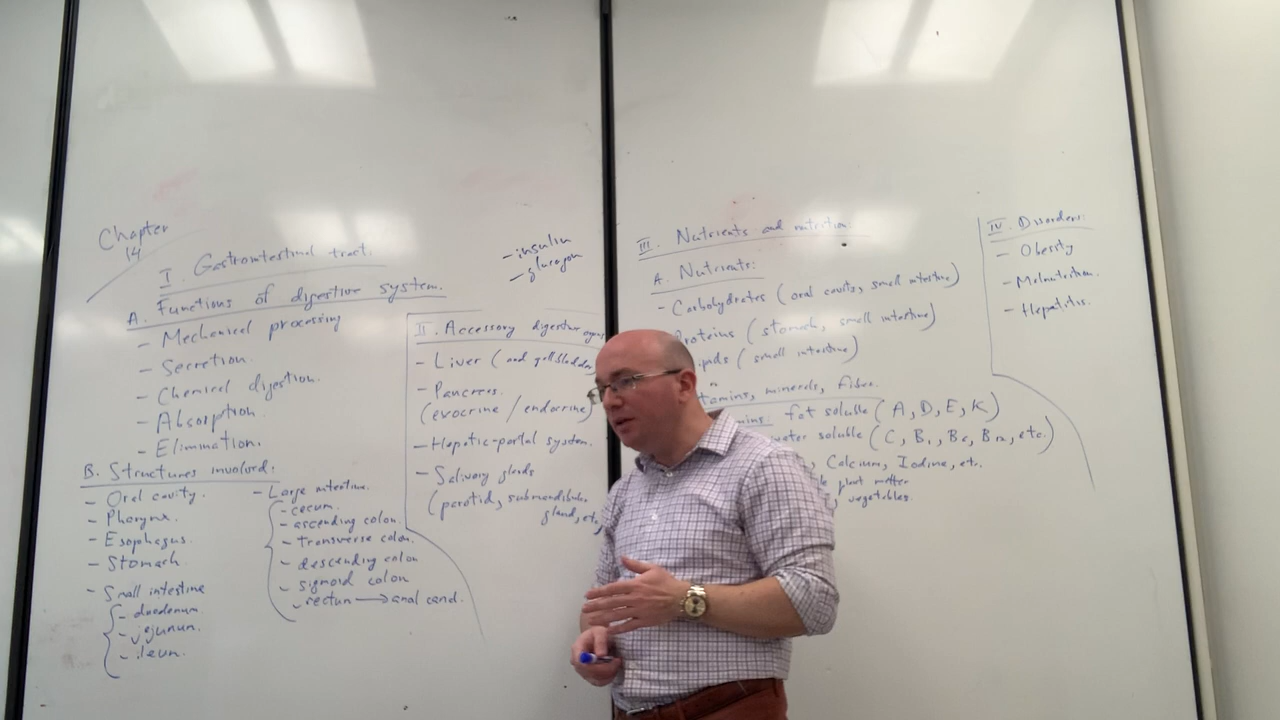 Chapter
14
I. Gastrointestinal tract:
A. Functions of digestive system.
- Mechanical processing
- Secretion.
- Chemical digestion.
- Absorption.
- Elimination.
B. Structures involved:
- Oral cavity.
- Pharynx.
- Esophagus.
- Stomach.
- Small intestine
- duodenum.
- jejunum.
- ileum.
- Large intestine.
- cecum.
- ascending colon.
- transverse colon.
- descending colon
- sigmoid colon
- rectum → anal canal.
- insulin
- glucagon
II. Accessory digestive organs
- Liver (and gallbladder)
- Pancreas.
(exocrine / endocrine)
- Hepatic-portal system.
- Salivary glands
(parotid, submandibular
gland, etc)
III. Nutrients and nutrition.
A. Nutrients:
- Carbohydrates (oral cavity, small intestine)
Proteins (stomach, small intestine)
(small intestine)
minerals, fiber.
fat soluble (A, D, E, K)
water soluble (C, B1, B6, B12, etc.)
, Calcium, Iodine, etc.
plant matter
vegetables.
IV. Disorders:
- Obesity
- Malnutrition.
- Hepatitis.